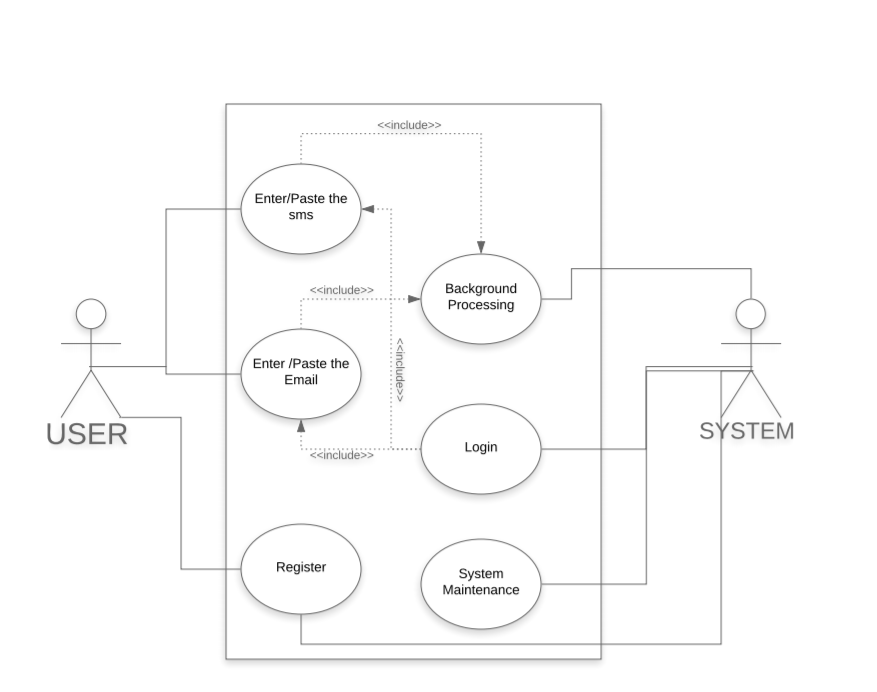 <<include>>
Enter/Paste the
sms
<<include>>
Background
Processing
<<include>>
Enter /Paste the
Email
USER
SYSTEM
Login
<<include>>
Register
System
Maintenance